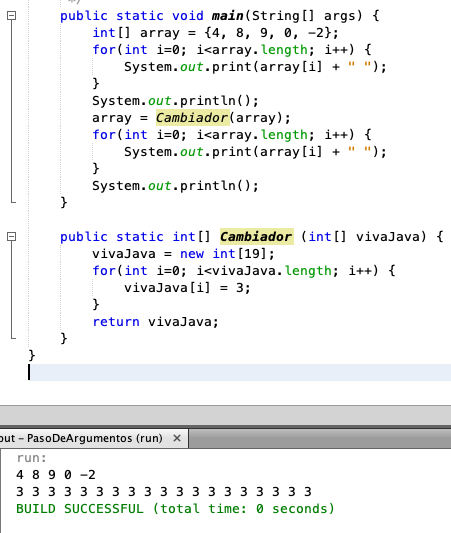 */
public static void main(String[] args) {
int[] array = {4, 8, 9, 0, -2};
for(int i=0; i<array.length; i++) {
System.out.print(array[i] + " ");
}
System.out.println();
array = Cambiador(array);
for(int i=0; i<array.length; i++) {
System.out.print(array[i] + " ");
}
System.out.println();
}
public static int[] Cambiador (int[] vivaJava) {
vivaJava = new int[19];
for(int i=0; i<vivaJava.length; i++) {
vivaJava[i] = 3;
}
return vivaJava;
}
}
out - PasoDeArgumentos (run) ×
run:
4 8 9 0 -2
3 3 3 3 3 3 3 3 3 3 3 3 3 3 3 3 3 3 3
BUILD SUCCESSFUL (total time: 0 seconds)